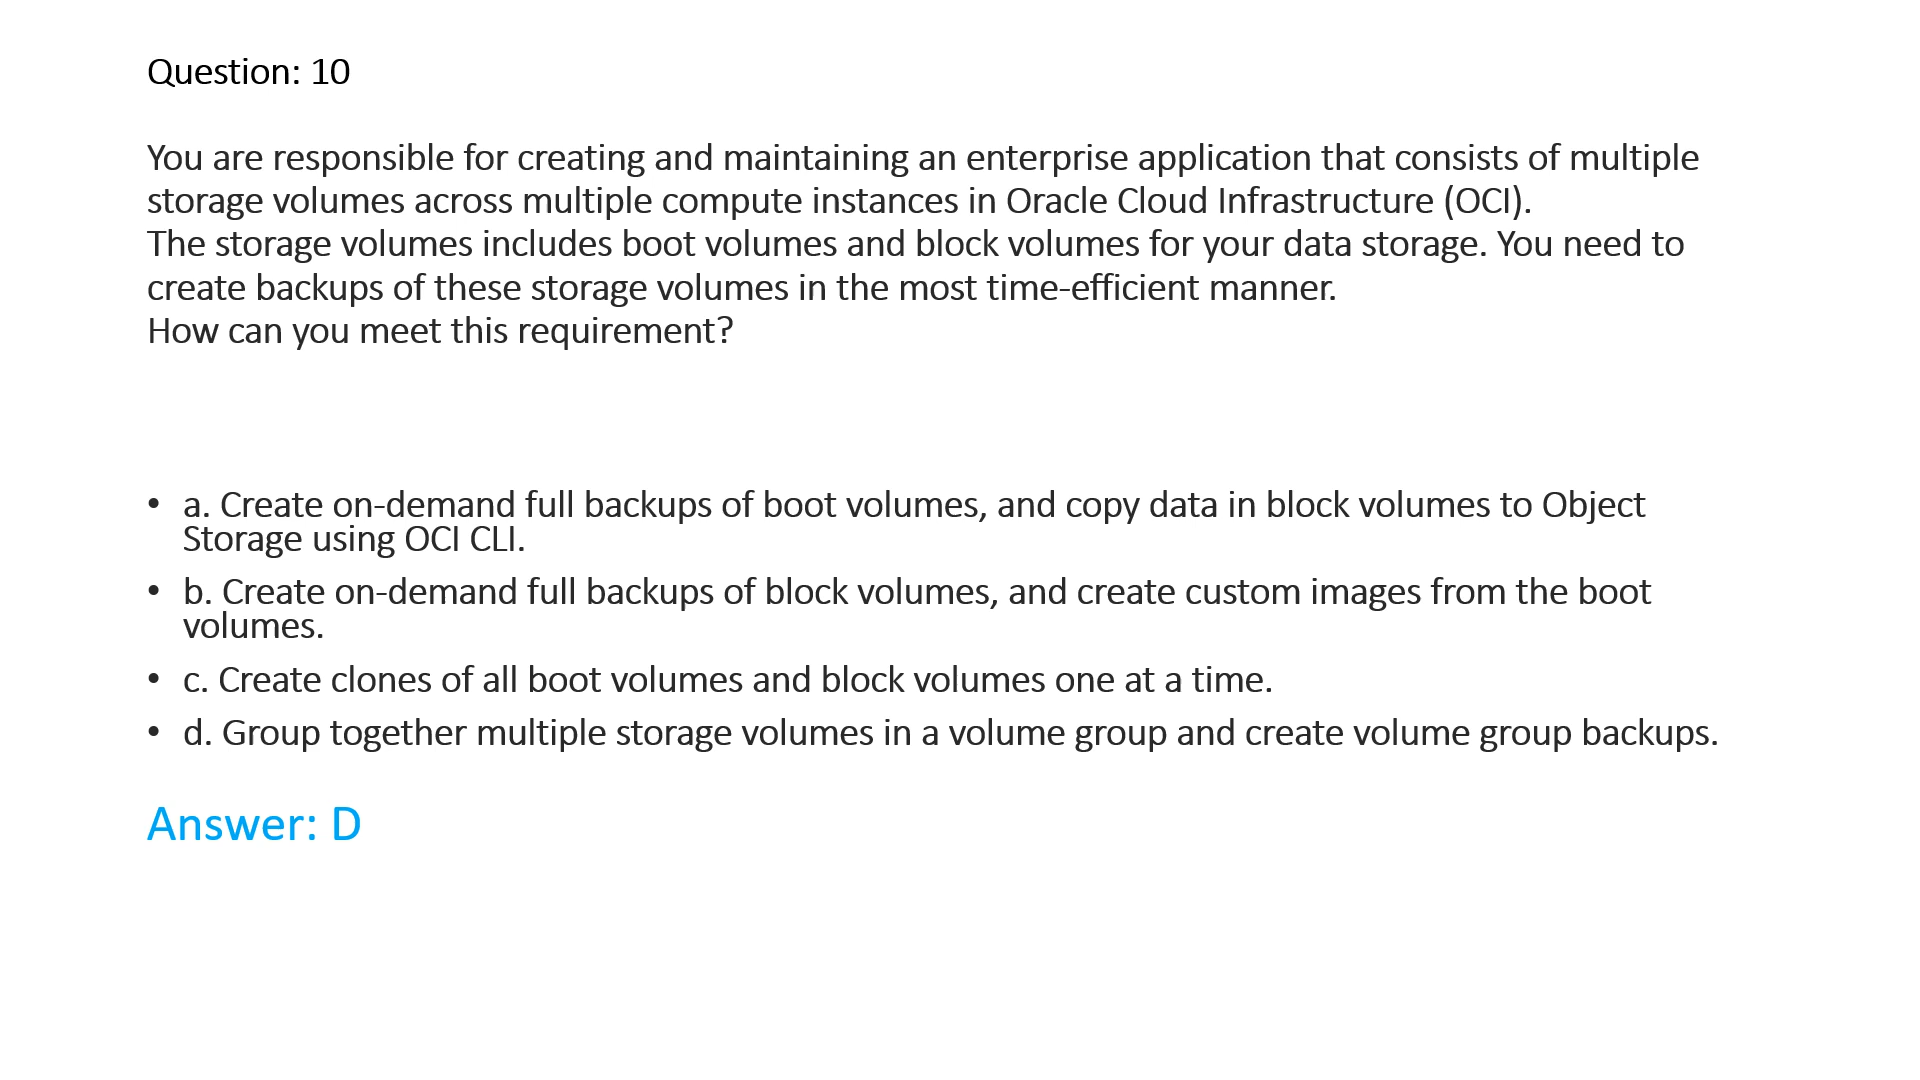 Question: 10
You are responsible for creating and maintaining an enterprise application that consists of multiple
storage volumes across multiple compute instances in Oracle Cloud Infrastructure (OCI).
The storage volumes includes boot volumes and block volumes for your data storage. You need to
create backups of these storage volumes in the most time-efficient manner.
How can you meet this requirement?
• a. Create on-demand full backups of boot volumes, and copy data in block volumes to Object
Storage using OCI CLI.
• b. Create on-demand full backups of block volumes, and create custom images from the boot
volumes.
• c. Create clones of all boot volumes and block volumes one at a time.
• d. Group together multiple storage volumes in a volume group and create volume group backups.
Answer: D